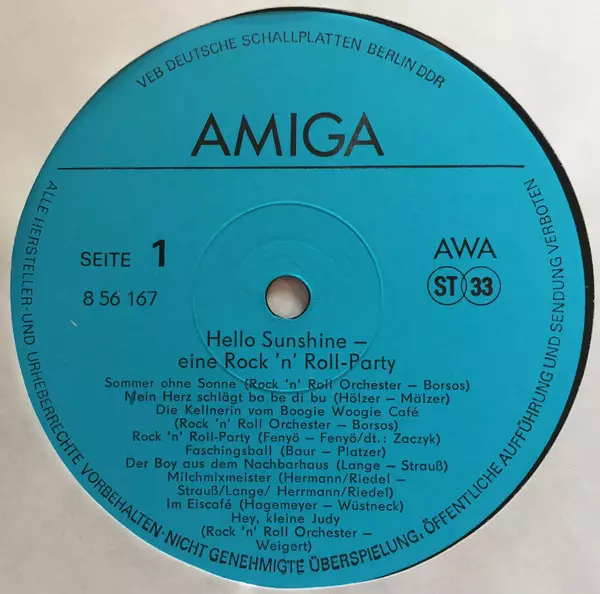 VEB DEUTSCHE SCHALLPLATTEN BERLIN DDR
AMIGA
SEITE 1
AWA
8 56 167
ST 33
Hello Sunshine –
eine Rock 'n' Roll-Party
Sommer ohne Sonne (Rock 'n' Roll Orchester – Borsos)
Mein Herz schlägt ba be di bu (Hölzer – Mälzer)
Die Kellnerin vom Boogie Woogie Café
(Rock 'n' Roll Orchester – Borsos)
Rock 'n' Roll-Party (Fenyö – Fenyö/dt.: Zaczyk)
Faschingsball (Baur – Platzer)
Der Boy aus dem Nachbarhaus (Lange – Strauß)
Milchmixmeister (Hermann/Riedel –
Strauß/Lange/ Herrmann/Riedel)
Im Eiscafé (Hagemeyer – Wüstneck)
Hey, kleine Judy
(Rock 'n' Roll Orchester –
Weigert)
ALLE HERSTELLER- UND URHEBERRECHTE VORBEHALTEN · NICHT GENEHMIGTE ÜBERSPIELUNG, ÖFFENTLICHE AUFFÜHRUNG UND SENDUNG VERBOTEN